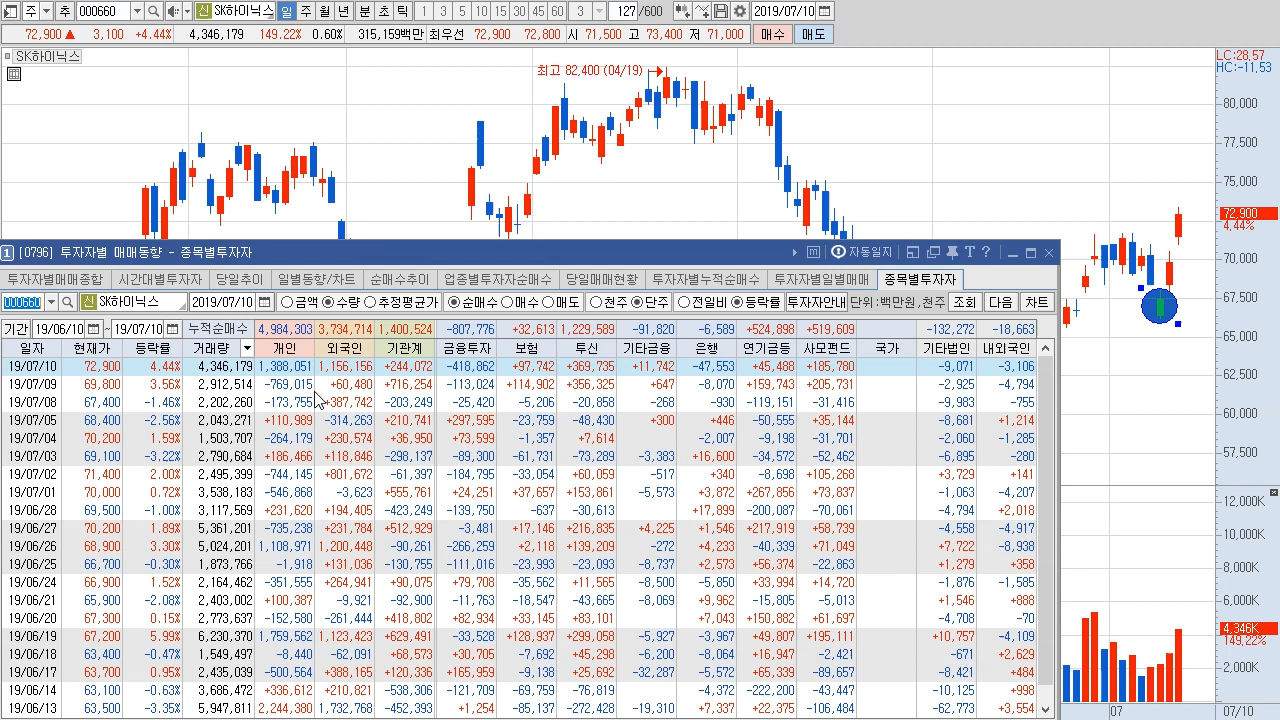 주 추 000660 신 SK하이닉스 일 주 월 년 분 초 틱 1 3 5 10 15 30 45 60 3 127 /600 2019/07/10
72,900 ▲ 3,100 +4.44% 4,346,179 149.22% 0.60% 315,159백만 최우선 72,900 72,800 시 71,500 고 73,400 저 71,000 매수 매도
SK하이닉스
최고 82,400 (04/19)
LC:28,57
HC:-11,53
80,000
77,500
75,000
72,900
4.44%
70,000
67,500
65,000
62,500
60,000
57,500
12,000K
10,000K
8,000K
6,000K
4,346K
149,22%
2,000K
07
07/10
1 [0796] 투자자별 매매동향 - 종목별투자자 자동일지 T ?
투자자별매매종합 시간대별투자자 당일추이 일별동향/차트 순매수추이 업종별투자자순매수 당일매매현황 투자자별누적순매수 투자자별일별매매 종목별투자자
000660 신 SK하이닉스 2019/07/10 금액 수량 추정평균가 순매수 매수 매도 천주 단주 전일비 등락률 투자자안내 단위:백만원,천주 조회 다음 차트
기간 19/06/10 ~ 19/07/10 누적순매수 4,984,303 +3,734,714 +1,400,524 -807,776 +32,613 +1,229,589 -91,820 -6,589 +524,898 +519,609 -132,272 -18,663
일자 현재가 등락률 거래량 개인 외국인 기관계 금융투자 보험 투신 기타금융 은행 연기금등 사모펀드 국가 기타법인 내외국인
19/07/10 72,900 4.44% 4,346,179 1,388,051 +1,156,156 +244,072 -418,862 +97,742 +369,735 +11,742 -47,553 +45,488 +185,780 -9,071 -3,106
19/07/09 69,800 3.56% 2,912,514 -769,015 +60,480 +716,254 -113,024 +114,902 +356,325 +647 -8,070 +159,743 +205,731 -2,925 -4,794
19/07/08 67,400 -1.46% 2,202,260 -173,755 +387,742 -203,249 -25,420 -5,206 -20,858 -268 -930 -119,151 -31,416 -9,983 -755
19/07/05 68,400 -2.56% 2,043,271 +110,989 -314,263 +210,741 +297,595 -23,759 -48,430 +300 +446 -50,555 +35,144 -8,681 +1,214
19/07/04 70,200 1.59% 1,503,707 -264,179 +230,574 +36,950 +73,599 -1,357 +7,614 -2,007 -9,198 -31,701 -2,060 -1,285
19/07/03 69,100 -3.22% 2,790,684 +186,466 +118,846 -298,137 -89,300 -61,731 -73,289 -3,383 +16,600 -34,572 -52,462 -6,895 -280
19/07/02 71,400 2.00% 2,495,399 -744,145 +801,672 -61,397 -184,795 -33,054 +60,059 -517 +340 -8,698 +105,268 +3,729 +141
19/07/01 70,000 0.72% 3,538,183 -546,868 -3,623 +555,761 +24,251 +37,657 +153,861 -5,573 +3,872 +267,856 +73,837 -1,063 -4,207
19/06/28 69,500 -1.00% 3,117,569 +231,620 +194,405 -423,249 -139,750 -637 -30,613 +17,899 -200,087 -70,061 -4,794 +2,018
19/06/27 70,200 1.89% 5,361,201 -735,238 +231,784 +512,929 -3,481 +17,146 +216,835 +4,225 +1,546 +217,919 +58,739 -4,558 -4,917
19/06/26 68,900 3.30% 5,024,201 1,108,971 +1,200,448 -90,261 -266,259 +2,118 +139,209 -272 +4,233 -40,339 +71,049 +7,722 -8,938
19/06/25 66,700 -0.30% 1,873,766 -1,918 +131,036 -130,755 -111,016 -23,993 -23,093 -8,737 +2,573 +56,374 -22,863 +1,279 +358
19/06/24 66,900 1.52% 2,164,462 -351,555 +264,941 +90,075 +79,708 -35,562 +11,565 -8,500 -5,850 +33,994 +14,720 -1,876 -1,585
19/06/21 65,900 -2.08% 2,403,002 +100,387 -9,921 -92,900 -11,763 -18,547 -43,665 -8,069 +9,962 -15,805 -5,013 +1,546 +888
19/06/20 67,300 0.15% 2,773,637 -152,580 -261,444 +418,802 +82,934 +33,145 +83,101 +7,043 +150,882 +61,697 -4,708 -70
19/06/19 67,200 5.99% 6,230,370 1,759,562 +1,123,423 +629,491 -33,528 +128,937 +299,058 -5,927 -3,967 +49,807 +195,111 +10,757 -4,109
19/06/18 63,400 -0.47% 1,549,497 -8,440 -62,091 +68,573 +30,705 -7,692 +45,298 -6,200 -8,064 +16,947 -2,421 -671 +2,629
19/06/17 63,700 0.95% 2,435,039 -500,564 +388,165 +120,336 +165,959 -9,138 +25,692 -32,287 -5,572 +65,339 -89,657 -8,421 +484
19/06/14 63,100 -0.63% 3,686,472 +336,612 +210,821 -538,306 -121,709 -69,759 -76,819 -4,372 -222,200 -43,447 -10,125 +998
19/06/13 63,500 -3.35% 5,947,811 2,244,380 +1,732,768 -452,393 +1,254 -85,137 -272,428 -19,310 +7,337 +22,375 -106,484 -62,773 +3,554